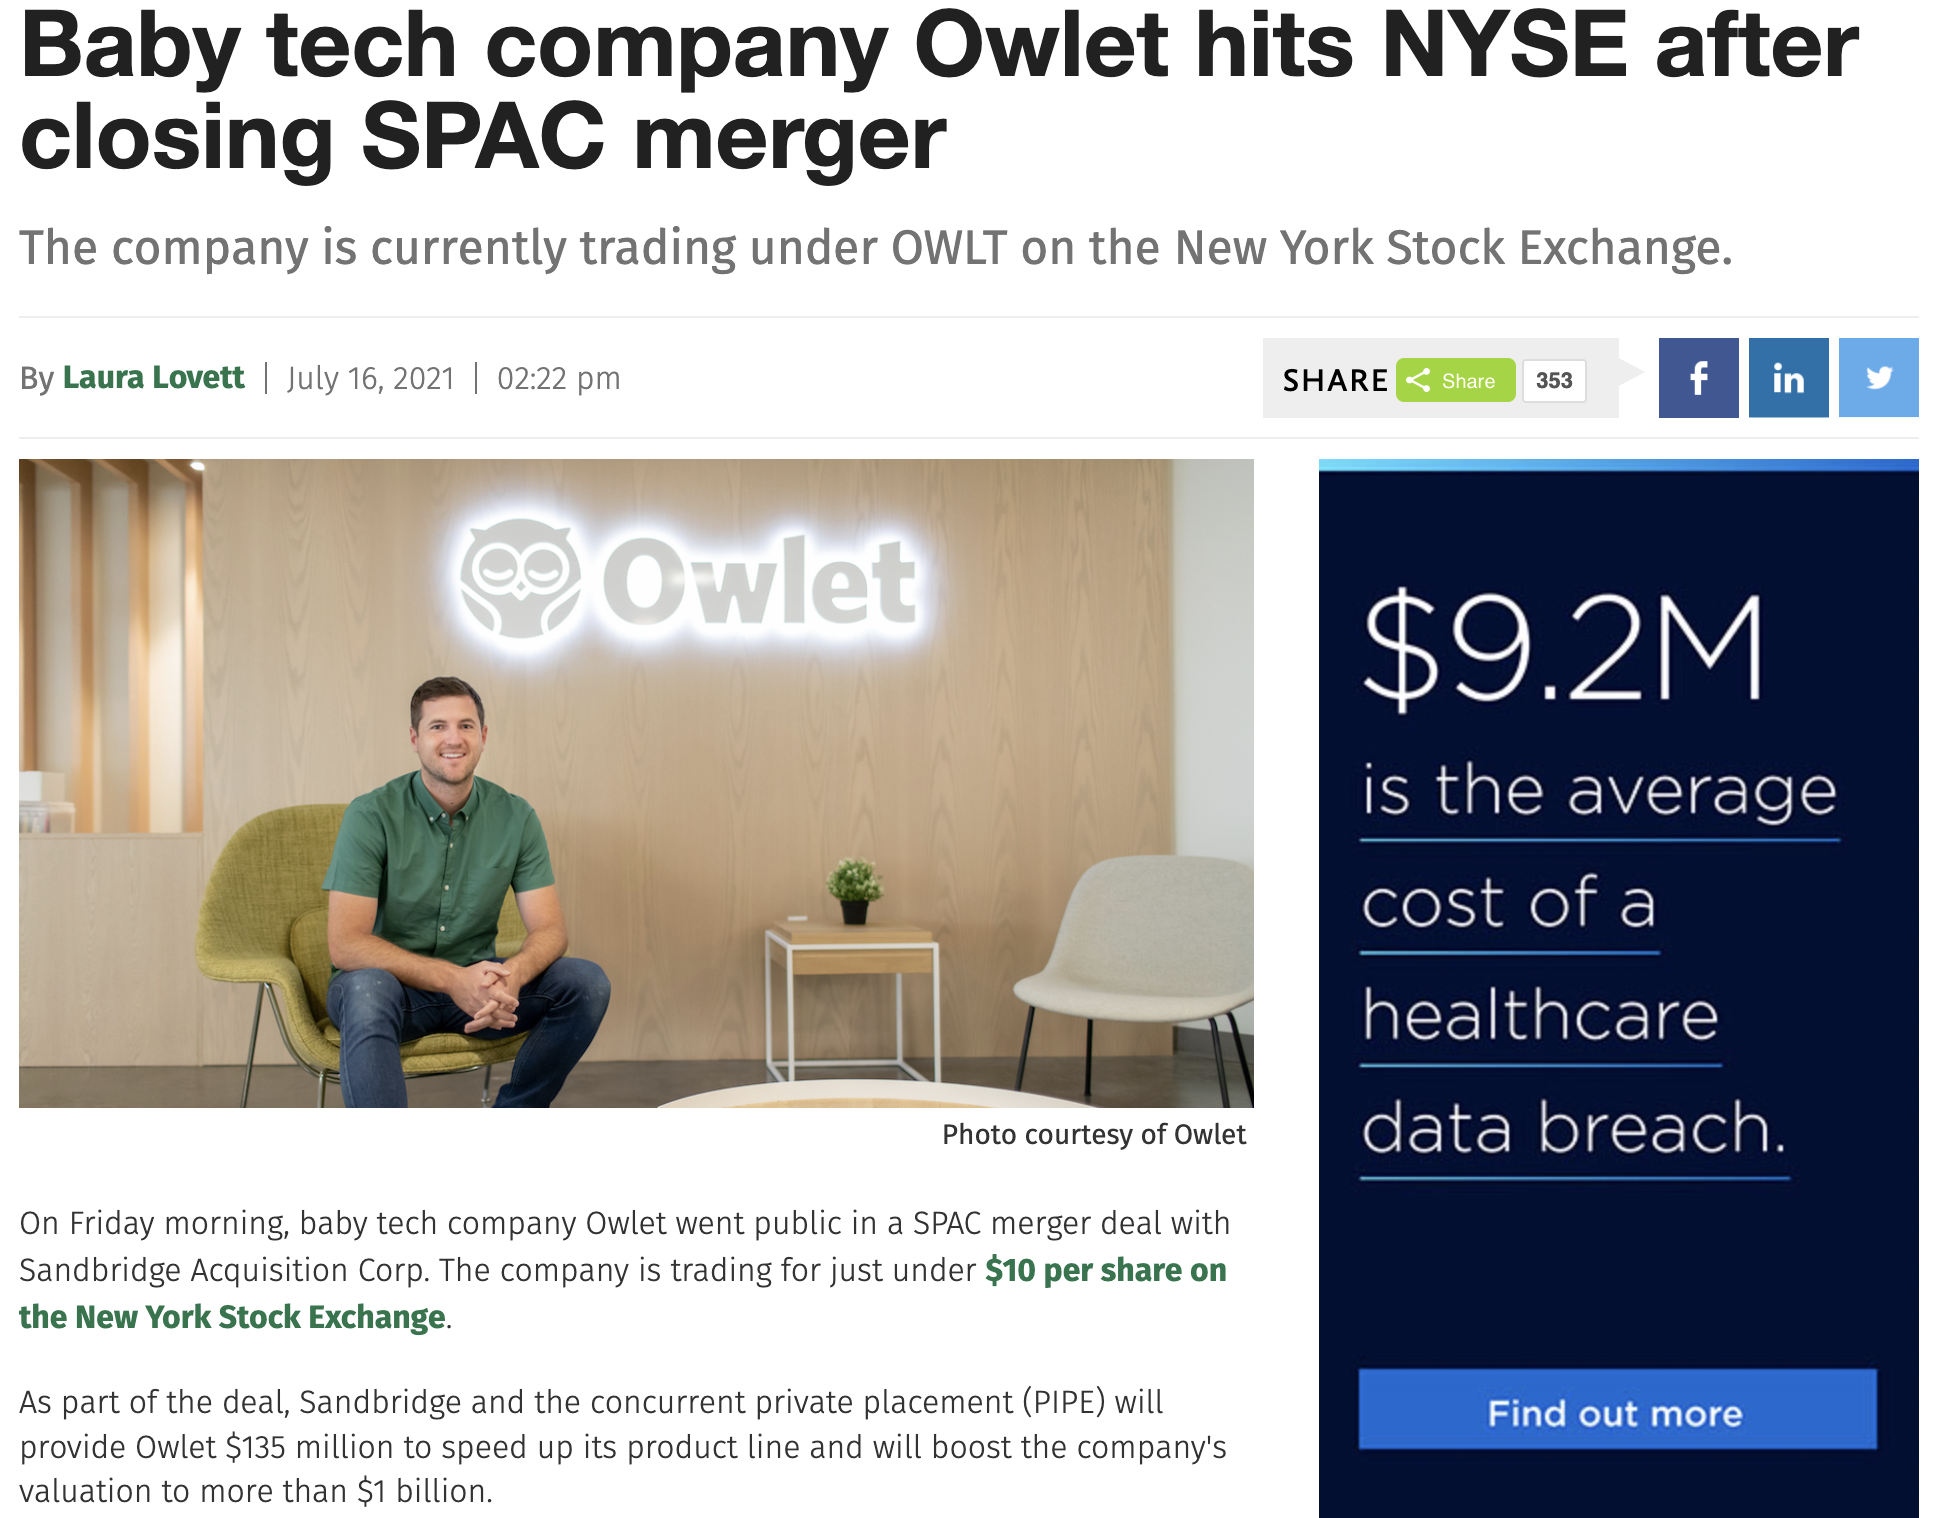 Baby tech company Owlet hits NYSE after
closing SPAC merger
The company is currently trading under OWLT on the New York Stock Exchange.
By Laura Lovett | July 16, 2021 | 02:22 pm
SHARE Share 353
f in
Owlet
Photo courtesy of Owlet
On Friday morning, baby tech company Owlet went public in a SPAC merger deal with
Sandbridge Acquisition Corp. The company is trading for just under $10 per share on
the New York Stock Exchange.
As part of the deal, Sandbridge and the concurrent private placement (PIPE) will
provide Owlet $135 million to speed up its product line and will boost the company's
valuation to more than $1 billion.
$9.2M
is the average
cost of a
healthcare
data breach.
Find out more